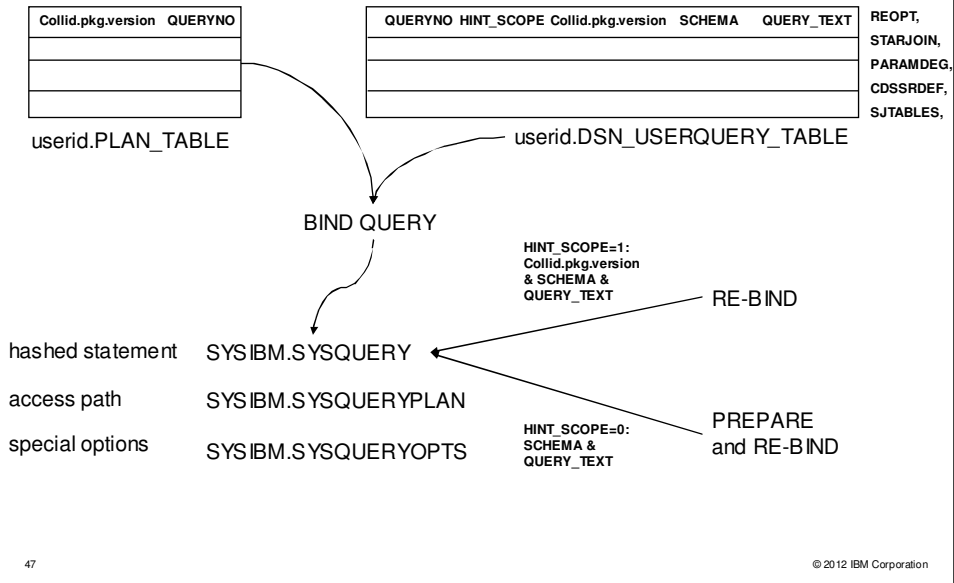 Collid.pkg.version QUERYNO
QUERYNO HINT_SCOPE Collid.pkg.version SCHEMA QUERY_TEXT
REOPT,
STARJOIN,
PARAMDEG,
CDSSRDEF,
SJTABLES,
userid.PLAN_TABLE
userid.DSN_USERQUERY_TABLE
BIND QUERY
HINT_SCOPE=1:
Collid.pkg.version
& SCHEMA &
QUERY_TEXT
RE-BIND
hashed statement SYSIBM.SYSQUERY
access path SYSIBM.SYSQUERYPLAN
special options SYSIBM.SYSQUERYOPTS
HINT_SCOPE=0:
SCHEMA &
QUERY_TEXT
PREPARE
and RE-BIND
47
© 2012 IBM Corporation